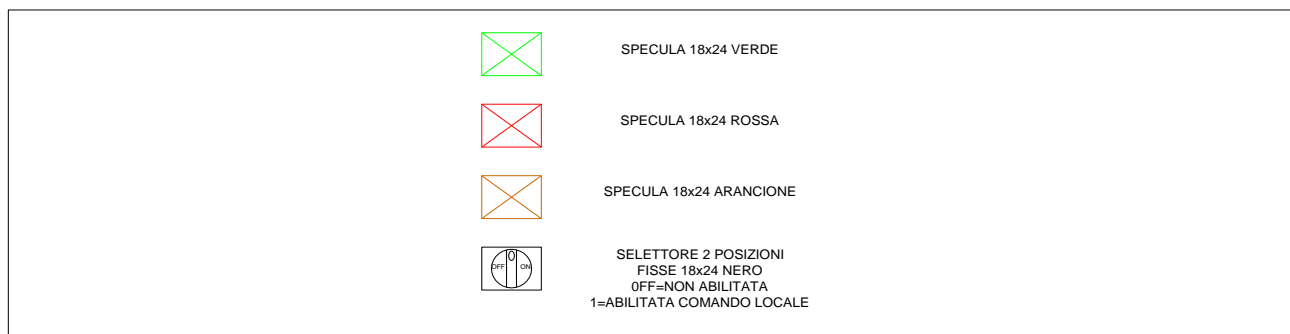 SPECULA 18x24 VERDE
SPECULA 18x24 ROSSA
SPECULA 18x24 ARANCIONE
OFF ON
SELETTORE 2 POSIZIONI
FISSE 18x24 NERO
0FF=NON ABILITATA
1=ABILITATA COMANDO LOCALE